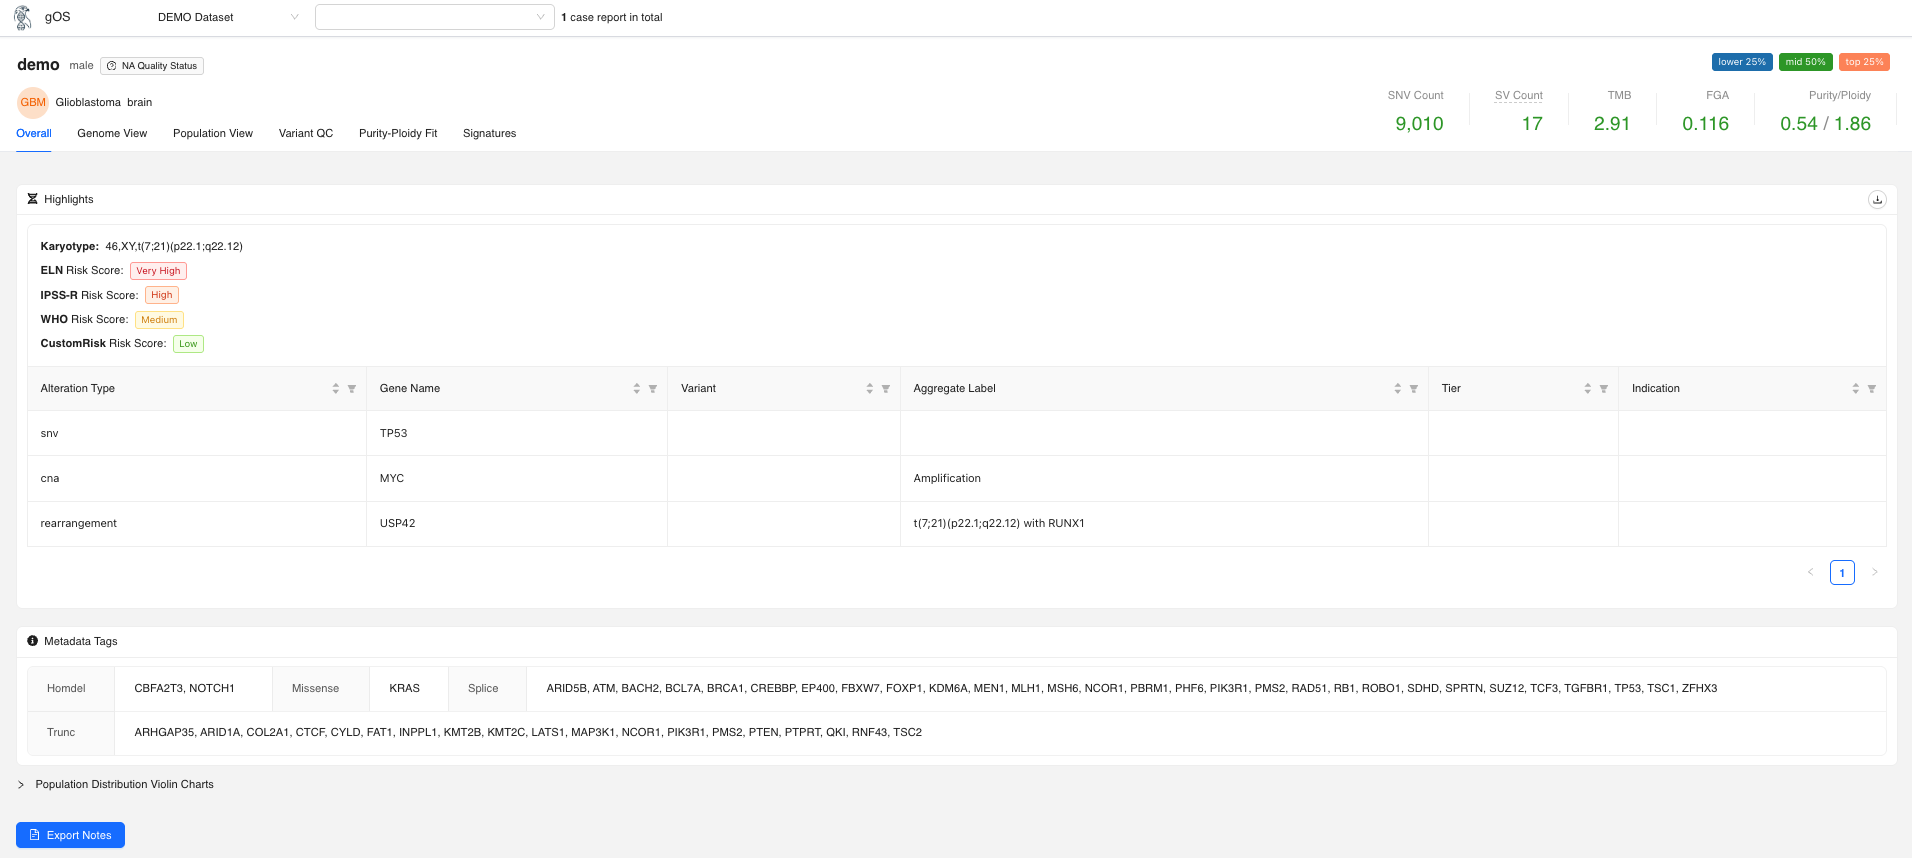 gOS DEMO Dataset 1 case report in total
demo male NA Quality Status lower 25% mid 50% top 25%
GBM Glioblastoma brain
SNV Count SV Count TMB FGA Purity/Ploidy
9,010 17 2.91 0.116 0.54 / 1.86
Overall Genome View Population View Variant QC Purity-Ploidy Fit Signatures
Highlights
Karyotype: 46,XY,t(7;21)(p22.1;q22.12)
ELN Risk Score: Very High
IPSS-R Risk Score: High
WHO Risk Score: Medium
CustomRisk Risk Score: Low
Alteration Type Gene Name Variant Aggregate Label Tier Indication
snv TP53
cna MYC Amplification
rearrangement USP42 t(7;21)(p22.1;q22.12) with RUNX1
< 1 >
Metadata Tags
Homdel CBFA2T3, NOTCH1 Missense KRAS Splice ARID5B, ATM, BACH2, BCL7A, BRCA1, CREBBP, EP400, FBXW7, FOXP1, KDM6A, MEN1, MLH1, MSH6, NCOR1, PBRM1, PHF6, PIK3R1, PMS2, RAD51, RB1, ROBO1, SDHD, SPRTN, SUZ12, TCF3, TGFBR1, TP53, TSC1, ZFHX3
Trunc ARHGAP35, ARID1A, COL2A1, CTCF, CYLD, FAT1, INPPL1, KMT2B, KMT2C, LATS1, MAP3K1, NCOR1, PIK3R1, PMS2, PTEN, PTPRT, QKI, RNF43, TSC2
Population Distribution Violin Charts
Export Notes